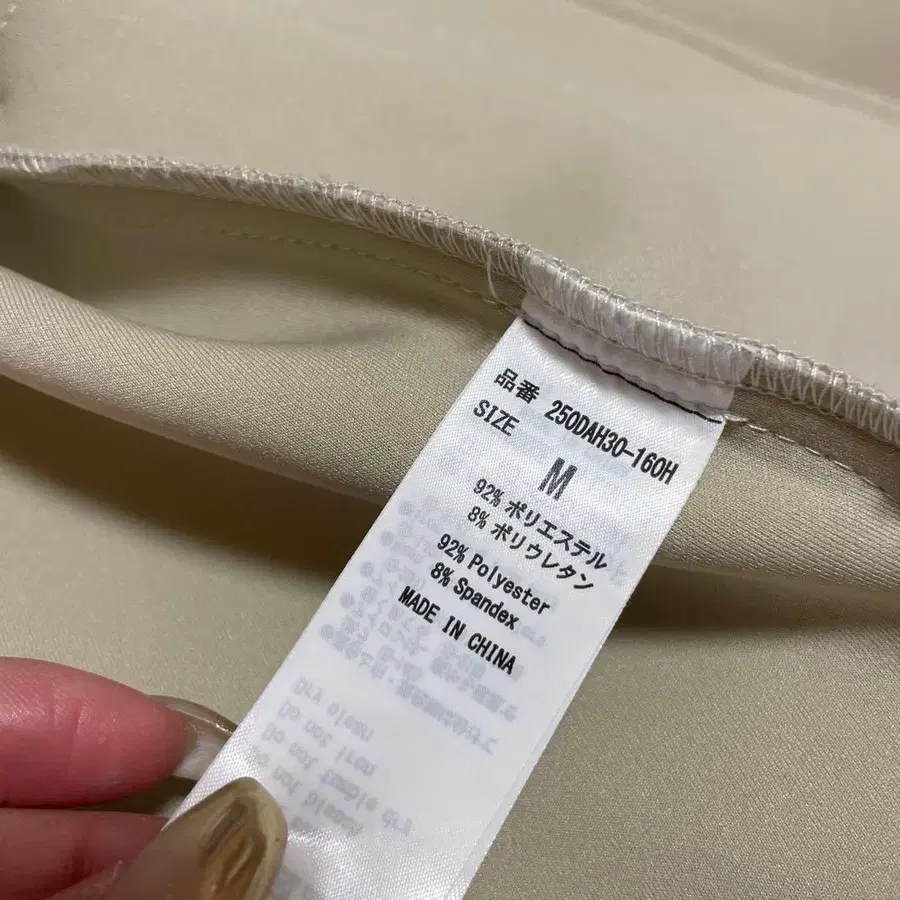 品番 250DAH30-160H
SIZE
M
92% ポリエステル
8% ポリウレタン
92% Polyester
8% Spandex
MADE IN CHINA